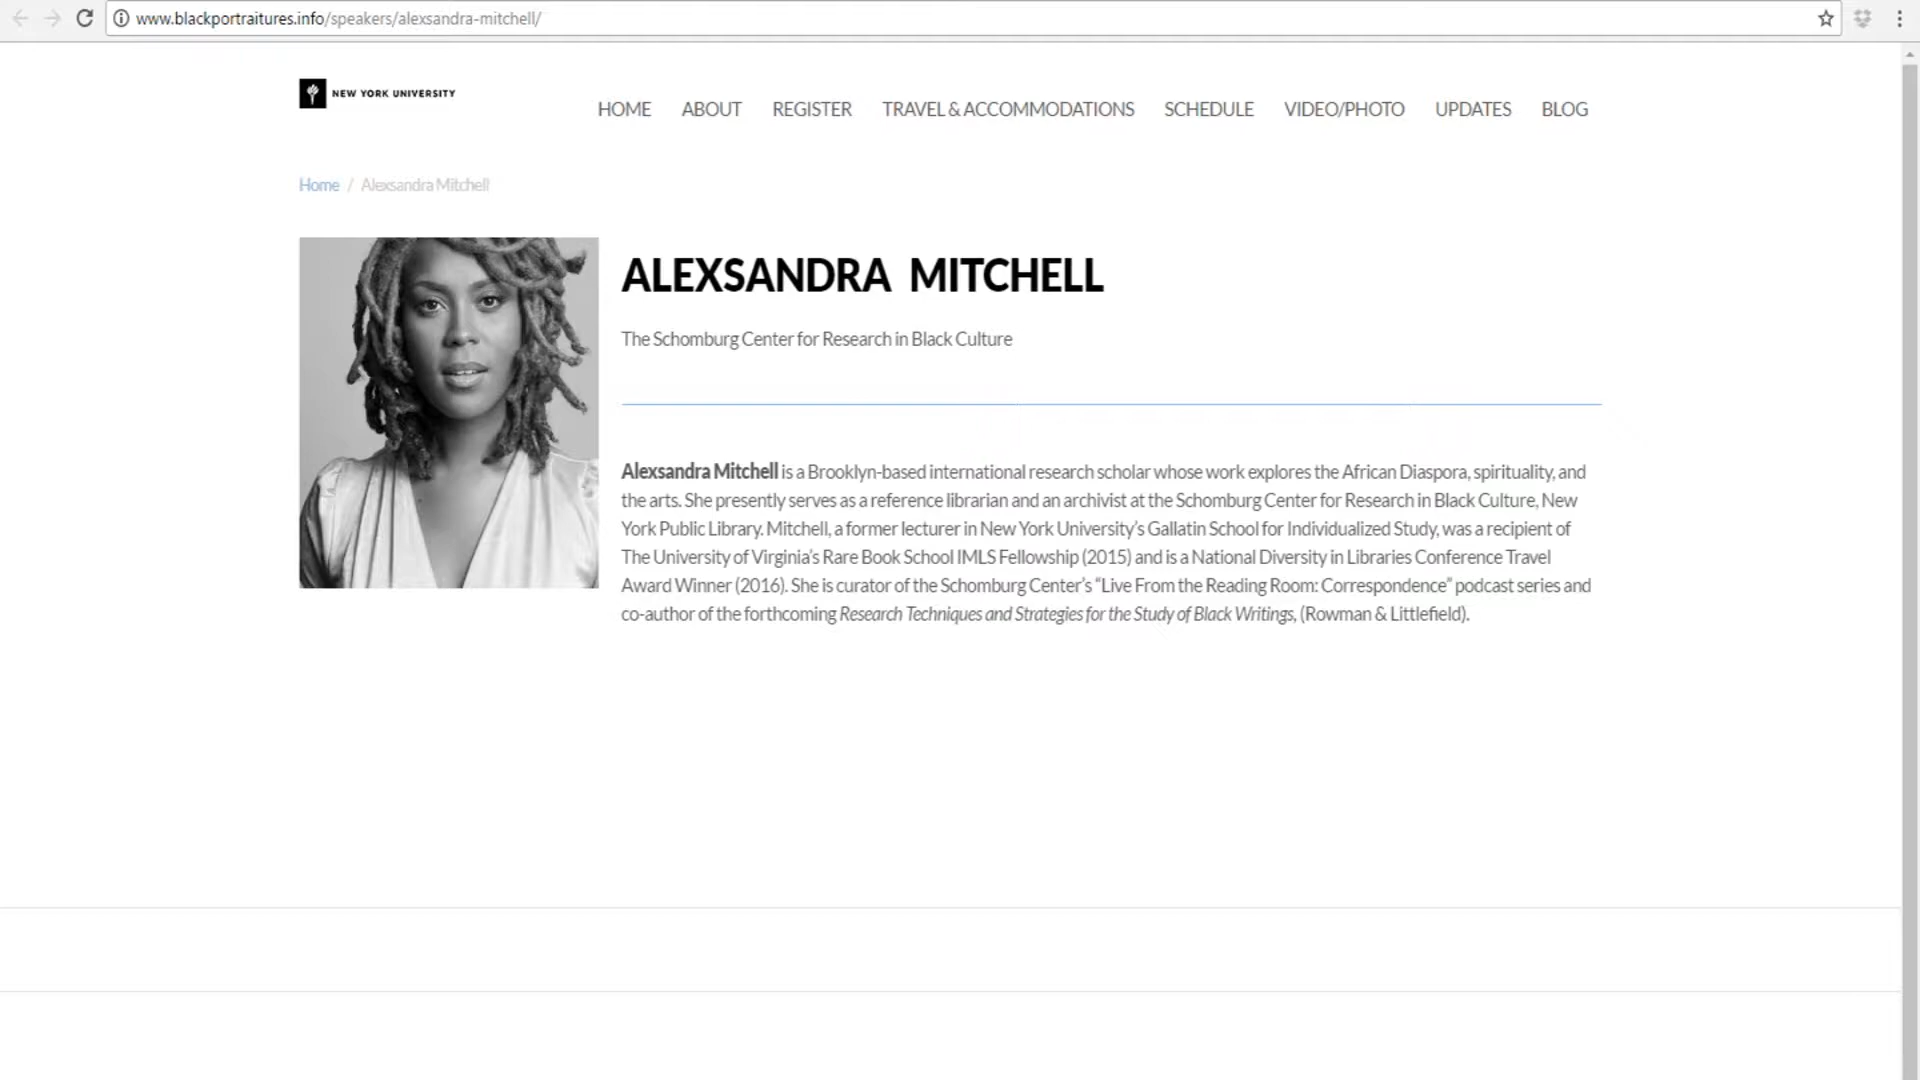 www.blackportraitures.info/speakers/alexsandra-mitchell/
NEW YORK UNIVERSITY
HOME ABOUT REGISTER TRAVEL & ACCOMMODATIONS SCHEDULE VIDEO/PHOTO UPDATES BLOG
Home / Alexsandra Mitchell
ALEXSANDRA MITCHELL
The Schomburg Center for Research in Black Culture
Alexsandra Mitchell is a Brooklyn-based international research scholar whose work explores the African Diaspora, spirituality, and
the arts. She presently serves as a reference librarian and an archivist at the Schomburg Center for Research in Black Culture, New
York Public Library. Mitchell, a former lecturer in New York University’s Gallatin School for Individualized Study, was a recipient of
The University of Virginia’s Rare Book School IMLS Fellowship (2015) and is a National Diversity in Libraries Conference Travel
Award Winner (2016). She is curator of the Schomburg Center’s “Live From the Reading Room: Correspondence” podcast series and
co-author of the forthcoming Research Techniques and Strategies for the Study of Black Writings, (Rowman & Littlefield).